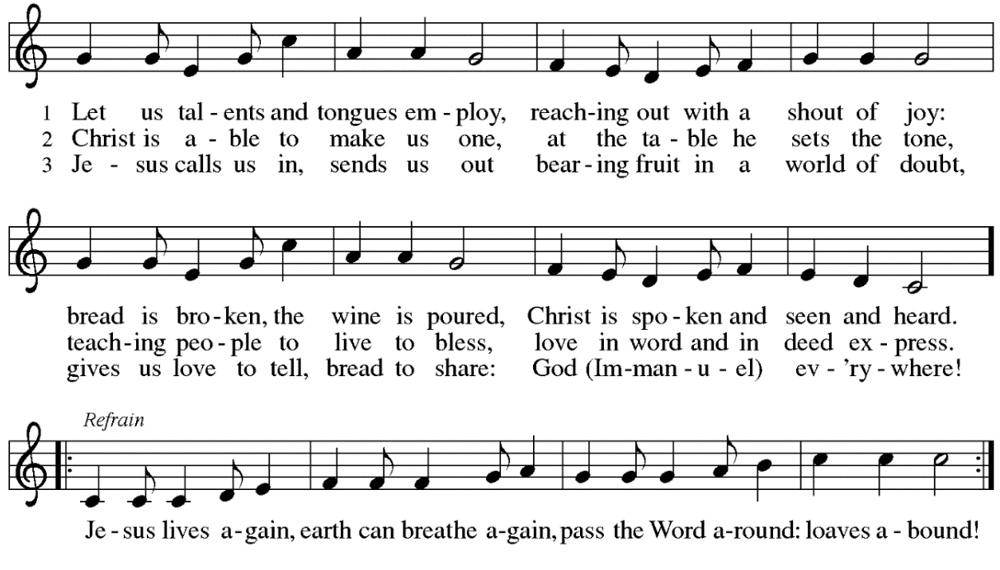 1 Let us tal - ents and tongues em - ploy, reach - ing out with a shout of joy:
2 Christ is a - ble to make us one, at the ta - ble he sets the tone,
3 Je - sus calls us in, sends us out bear - ing fruit in a world of doubt,
bread is bro - ken, the wine is poured, Christ is spo - ken and seen and heard.
teach - ing peo - ple to live to bless, love in word and in deed ex - press.
gives us love to tell, bread to share: God (Im - man - u - el) ev - 'ry - where!
Refrain
Je - sus lives a - gain, earth can breathe a - gain, pass the Word a - round: loaves a - bound!